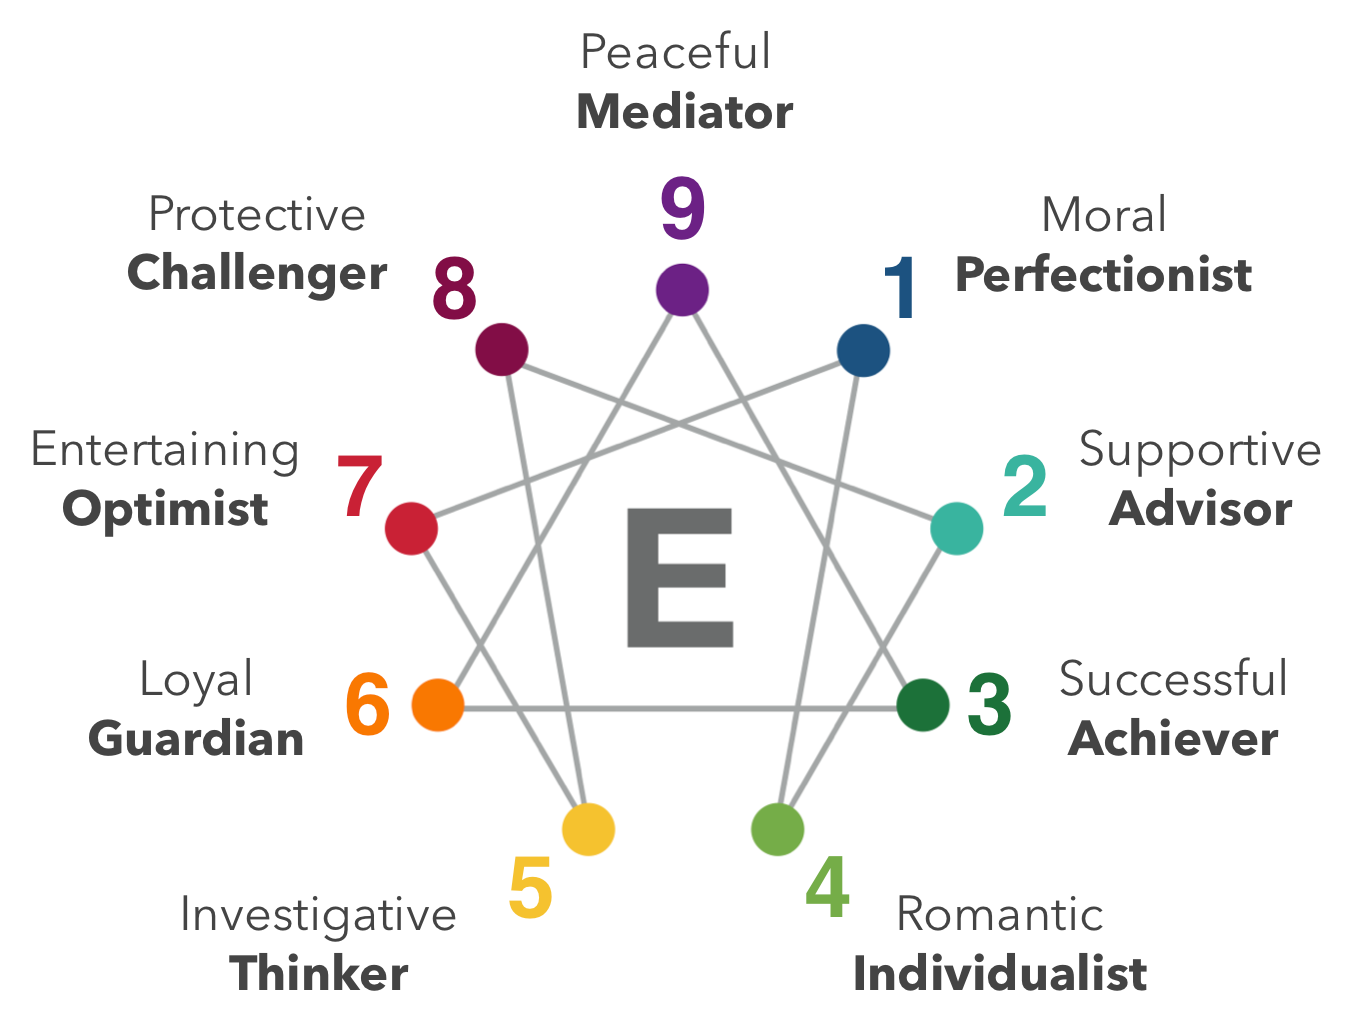 Peaceful
Mediator
9
Protective
Challenger
8
Moral
Perfectionist
1
Entertaining
Optimist
7
Supportive
Advisor
2
E
Loyal
Guardian
6
Successful
Achiever
3
Investigative
Thinker
5
Romantic
Individualist
4